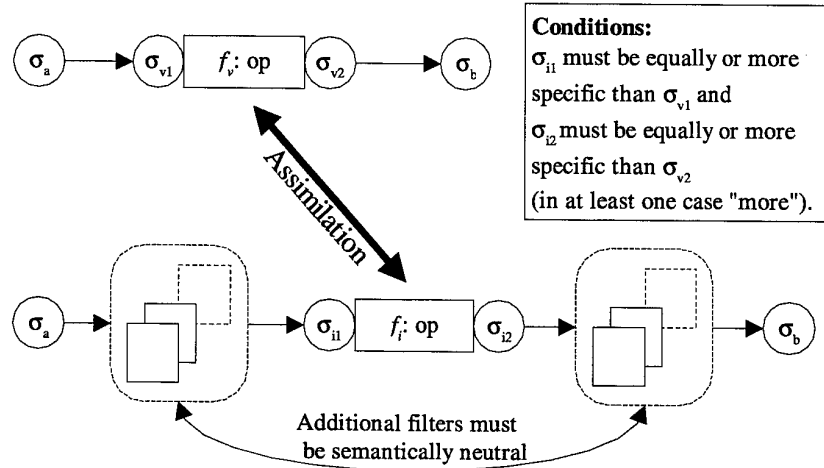 Conditions:
σi1 must be equally or more
specific than σv1 and
σi2 must be equally or more
specific than σv2
(in at least one case "more").
σa
σv1
fv: op
σv2
σb
Assimilation
σa
σi1
fi: op
σi2
σb
Additional filters must
be semantically neutral